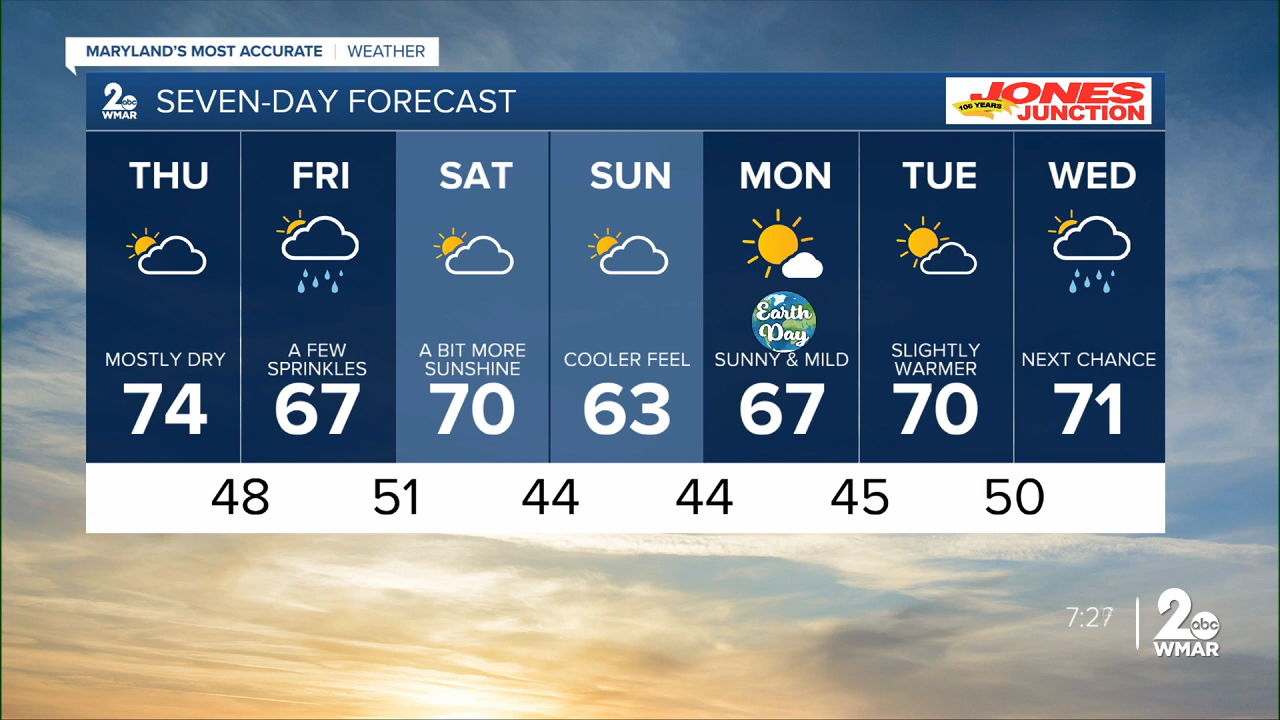 MARYLAND'S MOST ACCURATE | WEATHER
2 abc WMAR
SEVEN-DAY FORECAST
106 YEARS
JONES
JUNCTION
THU
FRI
SAT
SUN
MON
TUE
WED
Earth
Day
MOSTLY DRY
A FEW
SPRINKLES
A BIT MORE
SUNSHINE
COOLER FEEL
SUNNY & MILD
SLIGHTLY
WARMER
NEXT CHANCE
74
67
70
63
67
70
71
48
51
44
44
45
50
2 abc
WMAR